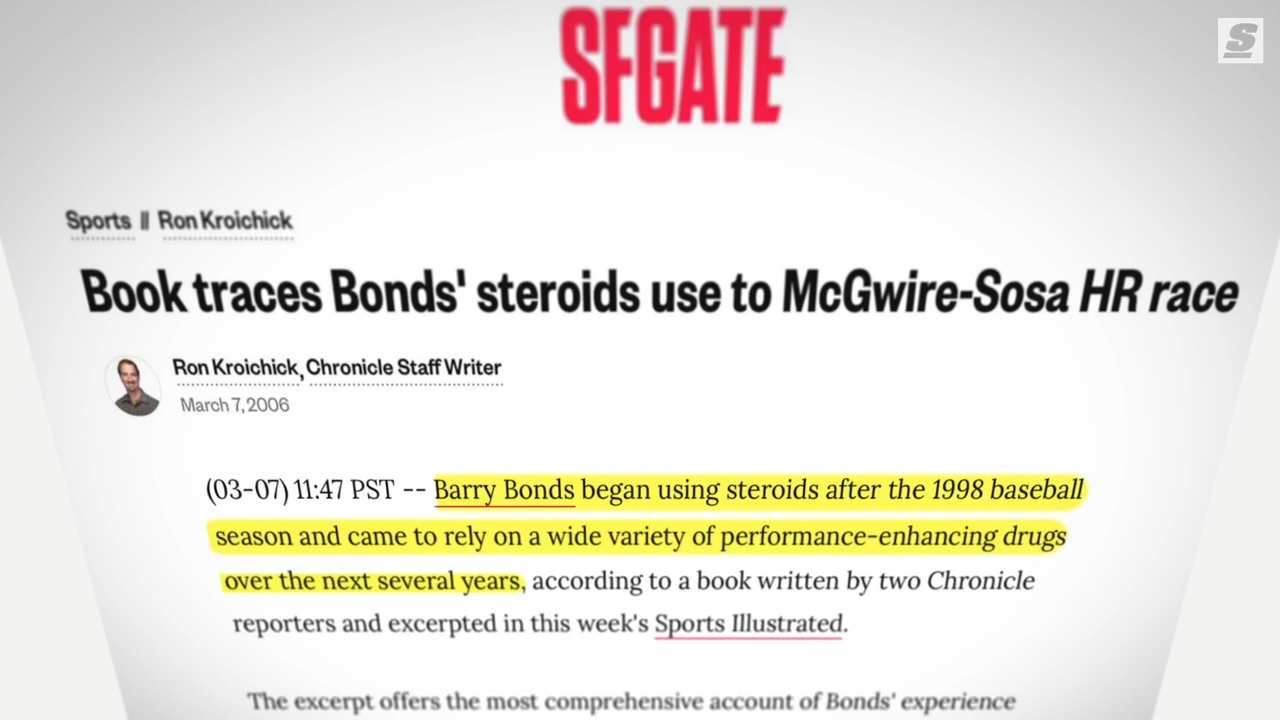 SFGATE
S
Sports // Ron Kroichick
Book traces Bonds' steroids use to McGwire-Sosa HR race
Ron Kroichick, Chronicle Staff Writer
March 7, 2006
(03-07) 11:47 PST -- Barry Bonds began using steroids after the 1998 baseball
season and came to rely on a wide variety of performance-enhancing drugs
over the next several years, according to a book written by two Chronicle
reporters and excerpted in this week's Sports Illustrated.
The excerpt offers the most comprehensive account of Bonds' experience